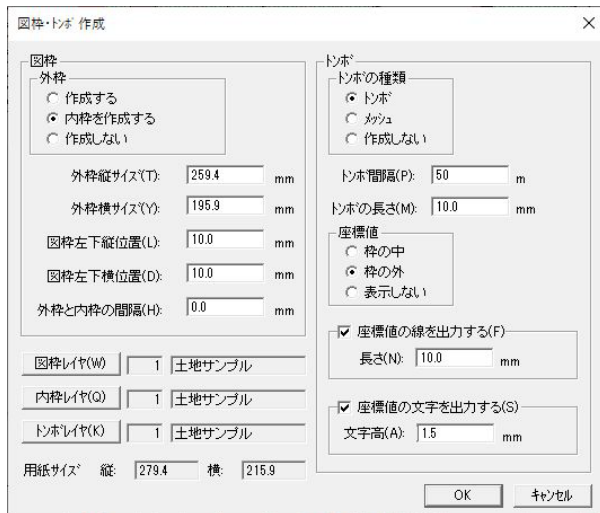 図枠・ﾄﾝﾎﾞ 作成
図枠
外枠
作成する
内枠を作成する
作成しない
外枠縦ｻｲｽﾞ(T): 259.4 mm
外枠横ｻｲｽﾞ(Y): 195.9 mm
図枠左下縦位置(L): 10.0 mm
図枠左下横位置(D): 10.0 mm
外枠と内枠の間隔(H): 0.0 mm
図枠ﾚｲﾔ(W) 1 土地ｻﾝﾌﾟﾙ
内枠ﾚｲﾔ(Q) 1 土地ｻﾝﾌﾟﾙ
ﾄﾝﾎﾞﾚｲﾔ(K) 1 土地ｻﾝﾌﾟﾙ
用紙ｻｲｽﾞ 縦: 279.4 横: 215.9
ﾄﾝﾎﾞ
ﾄﾝﾎﾞの種類
ﾄﾝﾎﾞ
ﾒｯｼｭ
作成しない
ﾄﾝﾎﾞ間隔(P): 50 m
ﾄﾝﾎﾞの長さ(M): 10.0 mm
座標値
枠の中
枠の外
表示しない
座標値の線を出力する(F)
長さ(N): 10.0 mm
座標値の文字を出力する(S)
文字高(A): 1.5 mm
OK ｷｬﾝｾﾙ